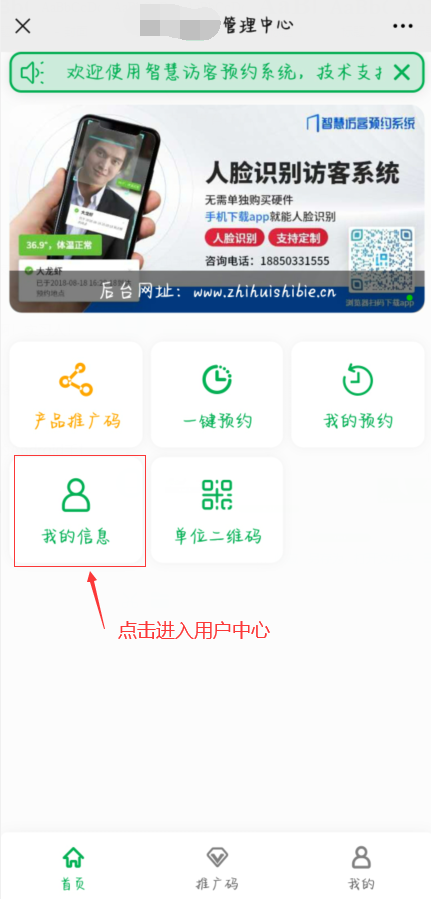 管理中心
欢迎使用智慧访客预约系统，技术支持
智慧访客预约系统
人脸识别访客系统
无需单独购买硬件
手机下载app就能人脸识别
人脸识别 支持定制
咨询电话：18850331555
大龙虾
36.9°，体温正常
大龙虾
已于2018-08-18 16:
预约地点
后台网址：www.zhihuishibie.cn
浏览器扫码下载app
产品推广码 一键预约 我的预约
我的信息 单位二维码
点击进入用户中心
首页 推广码 我的